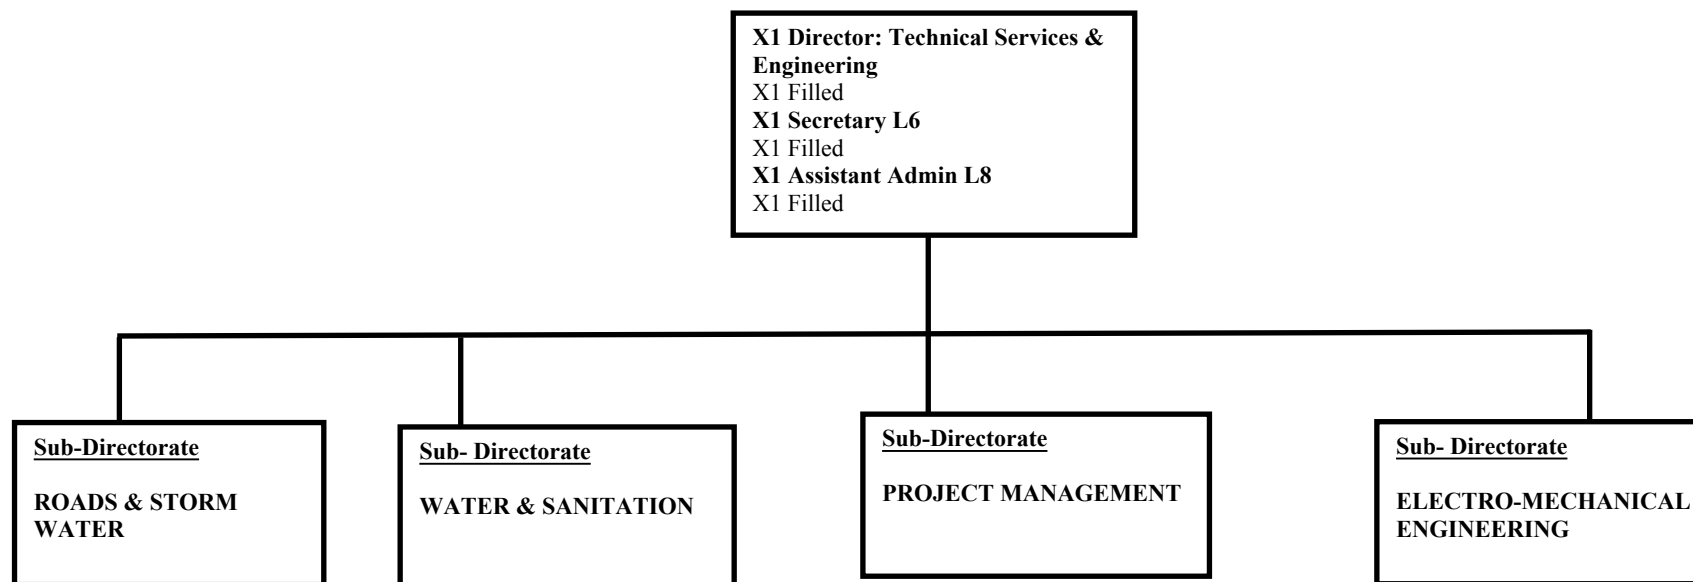 X1 Director: Technical Services &
Engineering
X1 Filled
X1 Secretary L6
X1 Filled
X1 Assistant Admin L8
X1 Filled
Sub-Directorate
ROADS & STORM
WATER
Sub- Directorate
WATER & SANITATION
Sub-Directorate
PROJECT MANAGEMENT
Sub- Directorate
ELECTRO-MECHANICAL
ENGINEERING